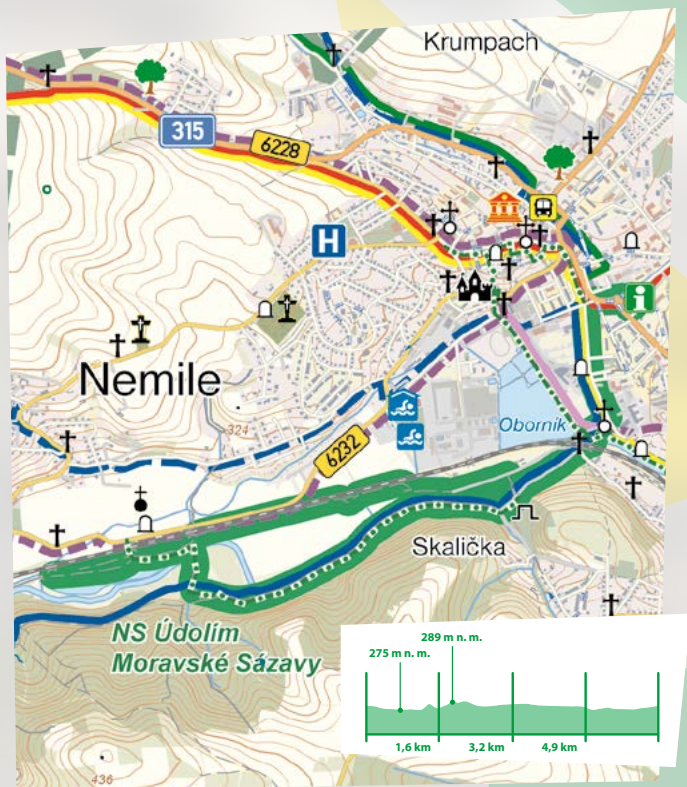 Krumpach
315
6228
H
i
Nemile
324
Oborník
6232
Skalička
NS Údolím
Moravské Sázavy
289 m n. m.
275 m n. m.
1,6 km
3,2 km
4,9 km
436